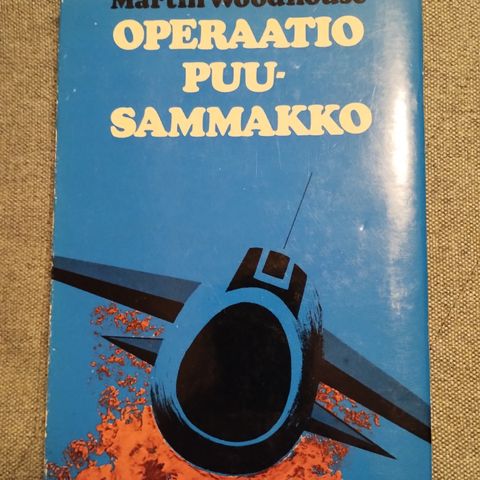 Martin Woodhouse
OPERAATIO
PUU-
SAMMAKKO